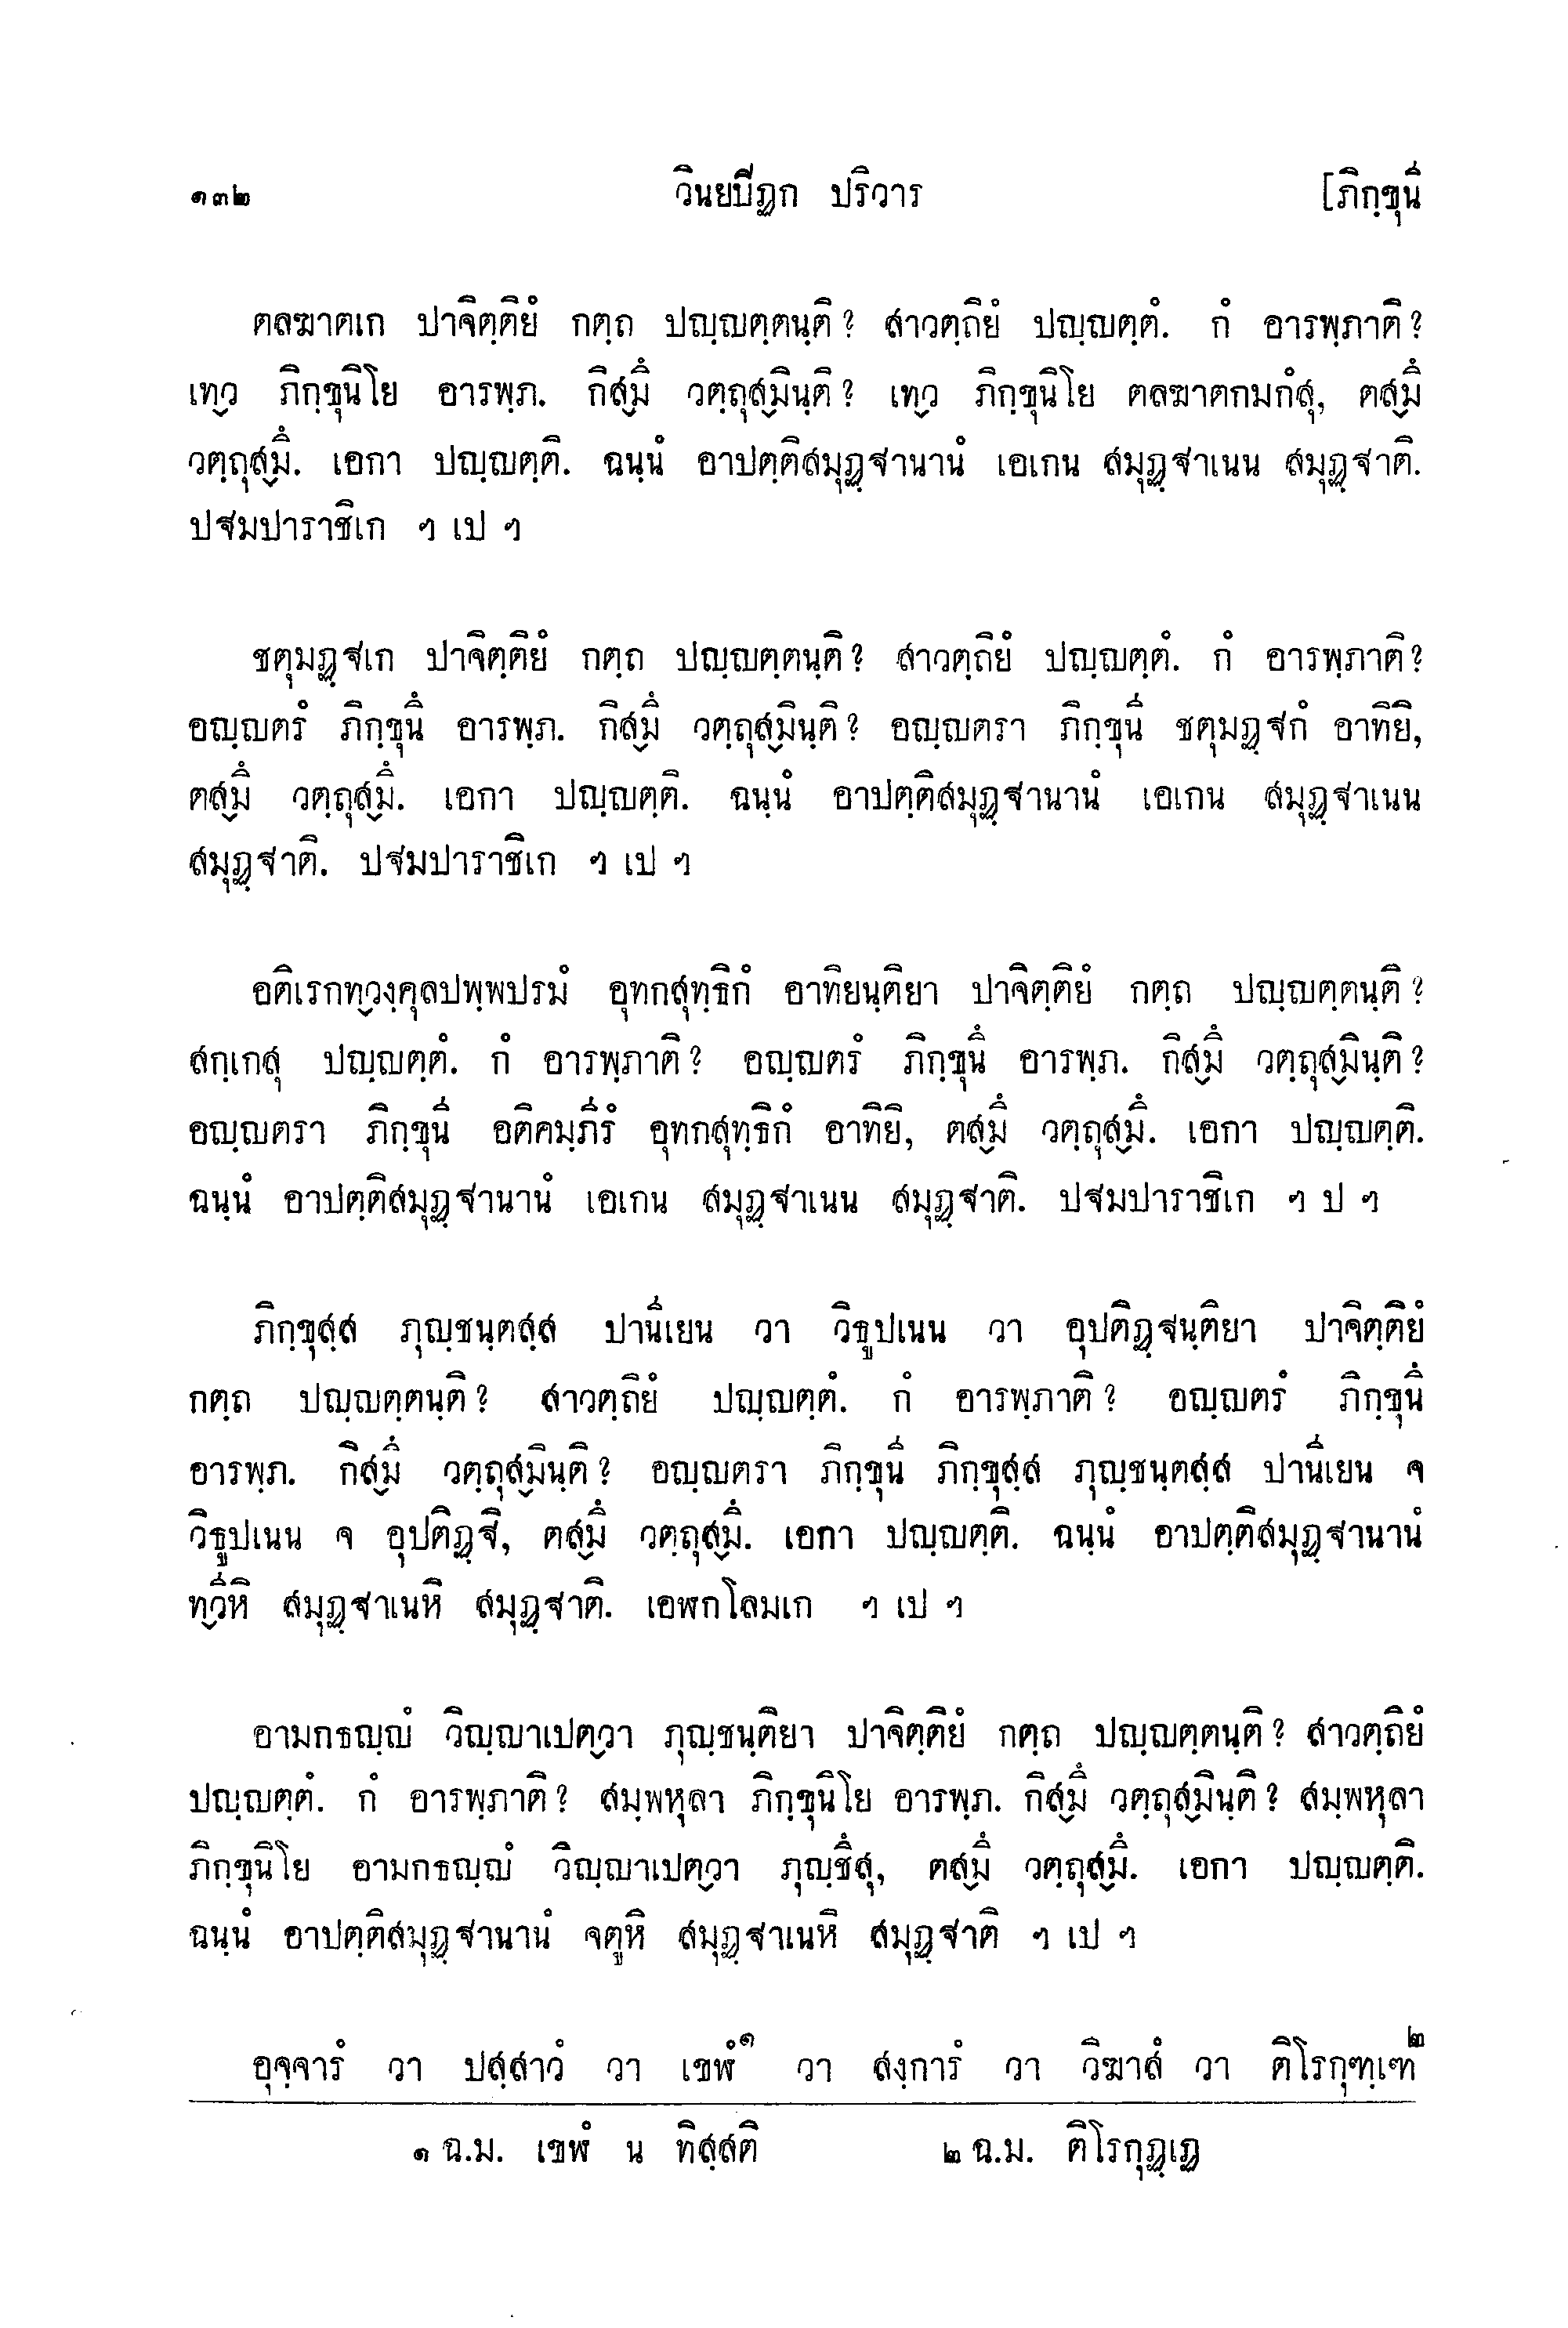 ๑๓๒ วินยปิฏก ปริวาร [ภิกฺขุนี
ตลฆาตเก ปาจิตฺติยํ กตฺถ ปญฺญตฺตนฺติ? สาวตฺถิยํ ปญฺญตฺตํ. กํ อารพฺภาติ?
เทฺว ภิกฺขุนิโย อารพฺภ. กิสฺมึ วตฺถุสฺมินฺติ? เทฺว ภิกฺขุนิโย ตลฆาตกมกํสุ, ตสฺมึ
วตฺถุสฺมึ. เอกา ปญฺญตฺติ. ฉนฺนํ อาปตฺติสมุฏฺฐานานํ เอเกน สมุฏฺฐาเนน สมุฏฺฐาติ.
ปฐมปาราชิเก ฯ เป ฯ
ชตุมฏฺฐเก ปาจิตฺติยํ กตฺถ ปญฺญตฺตนฺติ? สาวตฺถิยํ ปญฺญตฺตํ. กํ อารพฺภาติ?
อญฺญตรํ ภิกฺขุนึ อารพฺภ. กิสฺมึ วตฺถุสฺมินฺติ? อญฺญตรา ภิกฺขุนี ชตุมฏฺฐกํ อาทิยิ,
ตสฺมึ วตฺถุสฺมึ. เอกา ปญฺญตฺติ. ฉนฺนํ อาปตฺติสมุฏฺฐานานํ เอเกน สมุฏฺฐาเนน
สมุฏฺฐาติ. ปฐมปาราชิเก ฯ เป ฯ
อติเรกทฺวงฺคุลปพฺพปรมํ อุทกสุทฺธิกํ อาทิยนฺติยา ปาจิตฺติยํ กตฺถ ปญฺญตฺตนฺติ?
สกฺเกสุ ปญฺญตฺตํ. กํ อารพฺภาติ? อญฺญตรํ ภิกฺขุนึ อารพฺภ. กิสฺมึ วตฺถุสฺมินฺติ?
อญฺญตรา ภิกฺขุนี อติคมฺภีรํ อุทกสุทฺธิกํ อาทิยิ, ตสฺมึ วตฺถุสฺมึ. เอกา ปญฺญตฺติ.
ฉนฺนํ อาปตฺติสมุฏฺฐานานํ เอเกน สมุฏฺฐาเนน สมุฏฺฐาติ. ปฐมปาราชิเก ฯ ป ฯ
ภิกฺขุสฺส ภุญฺชนฺตสฺส ปานีเยน วา วิธูปเนน วา อุปติฏฺฐนฺติยา ปาจิตฺติยํ
กตฺถ ปญฺญตฺตนฺติ? สาวตฺถิยํ ปญฺญตฺตํ. กํ อารพฺภาติ? อญฺญตรํ ภิกฺขุนึ
อารพฺภ. กิสฺมึ วตฺถุสฺมินฺติ? อญฺญตรา ภิกฺขุนี ภิกฺขุสฺส ภุญฺชนฺตสฺส ปานีเยน จ
วิธูปเนน จ อุปติฏฺฐิ, ตสฺมึ วตฺถุสฺมึ. เอกา ปญฺญตฺติ. ฉนฺนํ อาปตฺติสมุฏฺฐานานํ
ทฺวีหิ สมุฏฺฐาเนหิ สมุฏฺฐาติ. เอฬกโลมเก ฯ เป ฯ
อามกธญฺญํ วิญฺญาเปตฺวา ภุญฺชนฺติยา ปาจิตฺติยํ กตฺถ ปญฺญตฺตนฺติ? สาวตฺถิยํ
ปญฺญตฺตํ. กํ อารพฺภาติ? สมฺพหุลา ภิกฺขุนิโย อารพฺภ. กิสฺมึ วตฺถุสฺมินฺติ? สมฺพหุลา
ภิกฺขุนิโย อามกธญฺญํ วิญฺญาเปตฺวา ภุญฺชึสุ, ตสฺมึ วตฺถุสฺมึ. เอกา ปญฺญตฺติ.
ฉนฺนํ อาปตฺติสมุฏฺฐานานํ จตูหิ สมุฏฺฐาเนหิ สมุฏฺฐาติ ฯ เป ฯ
อุจฺจารํ วา ปสฺสาวํ วา เขฬํ๑ วา สงฺการํ วา วิฆาสํ วา ติโรกุฑฺเฑ๒
๑ ฉ.ม. เขฬํ น ทิสฺสติ ๒ ฉ.ม. ติโรกุฏฺเฏ